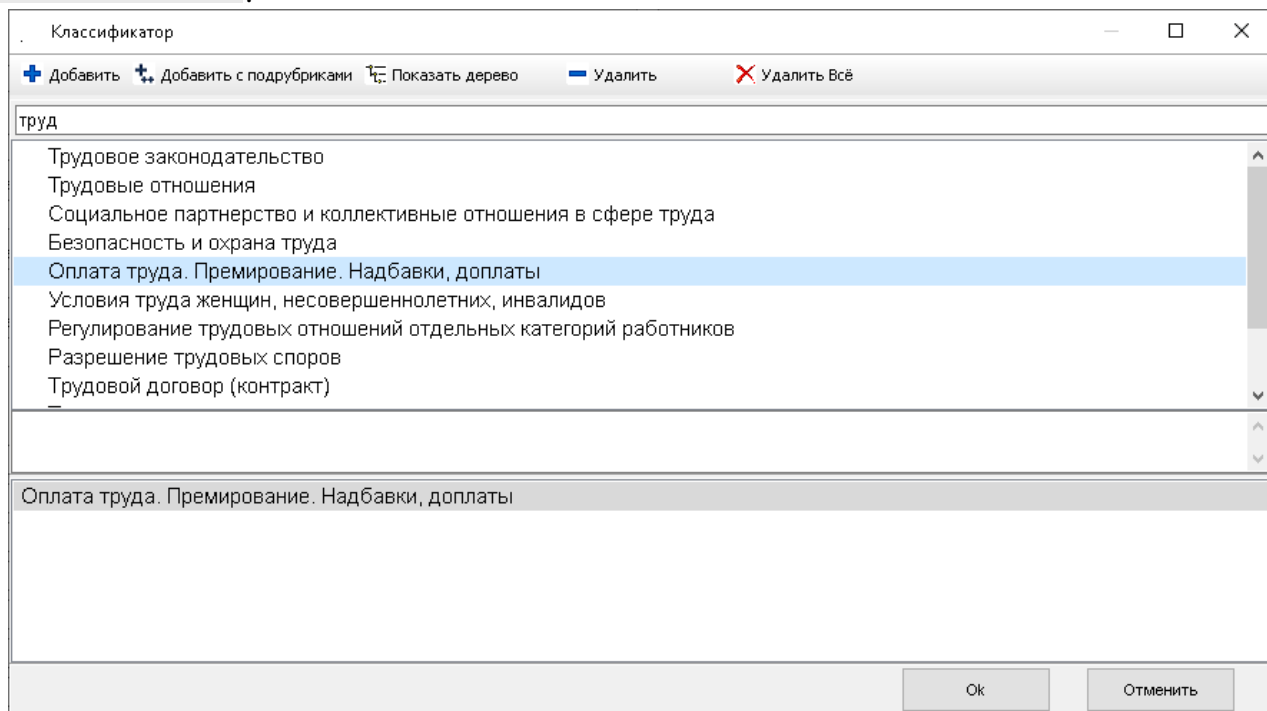 Классификатор
Добавить Добавить с подрубриками Показать дерево Удалить Удалить Всё
труд
Трудовое законодательство
Трудовые отношения
Социальное партнерство и коллективные отношения в сфере труда
Безопасность и охрана труда
Оплата труда. Премирование. Надбавки, доплаты
Условия труда женщин, несовершеннолетних, инвалидов
Регулирование трудовых отношений отдельных категорий работников
Разрешение трудовых споров
Трудовой договор (контракт)
Оплата труда. Премирование. Надбавки, доплаты
Ok Отменить